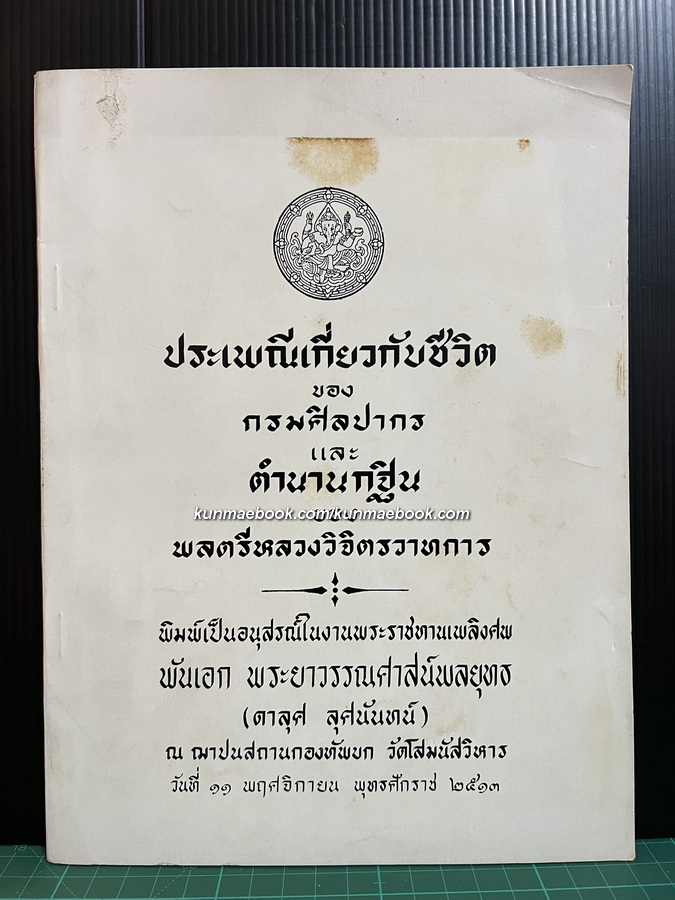 ประเพณีเกี่ยวกับชีวิต
ของ
กรมศิลปากร
และ
ตำนานกฐิน
kunmaebook.com/kunmaebook.com
ของ
พลตรีหลวงวิจิตรวาทการ
พิมพ์เป็นอนุสรณ์ในงานพระราชทานเพลิงศพ
พันเอก พระยาวรรณศาสน์พลยุทธ
(ดาลุศ ลุศนันทน์)
ณ ฌาปนสถานกองทัพบก วัดโสมนัสวิหาร
วันที่ ๑๑ พฤศจิกายน พุทธศักราช ๒๕๑๓